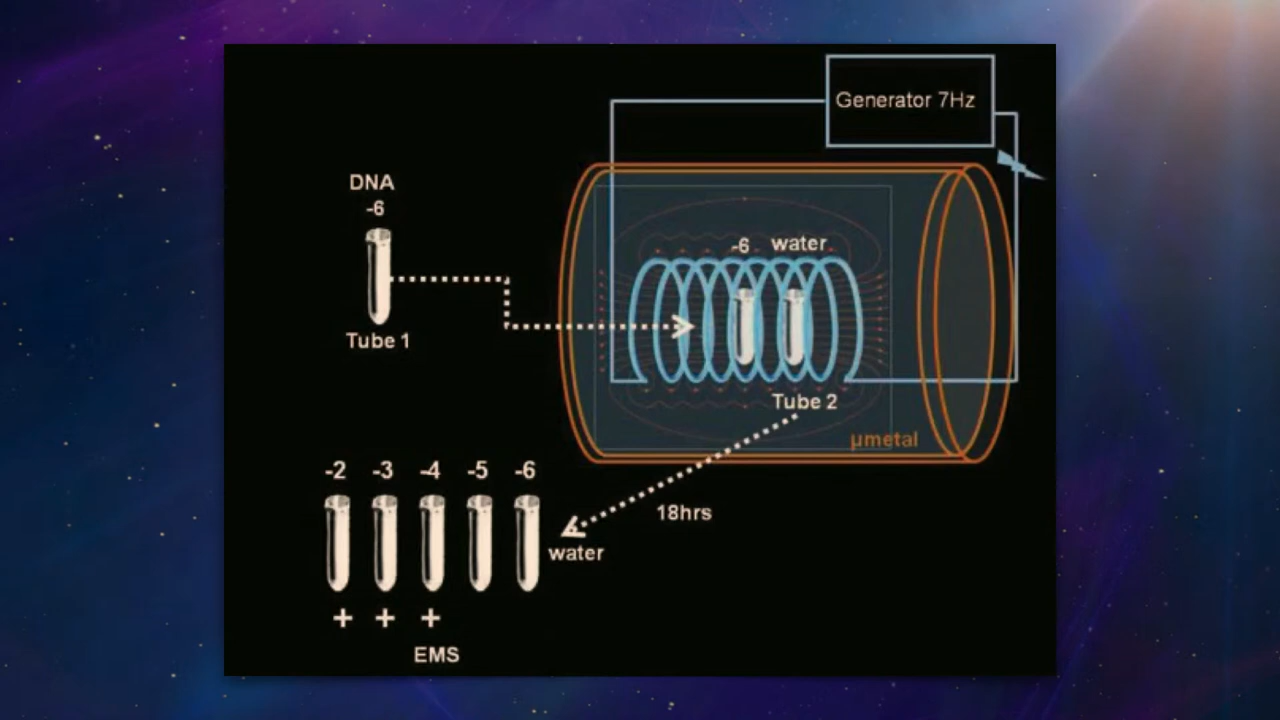 Generator 7Hz
DNA
-6
Tube 1
-6 water
Tube 2
µmetal
-2 -3 -4 -5 -6
18hrs
water
+ + +
EMS